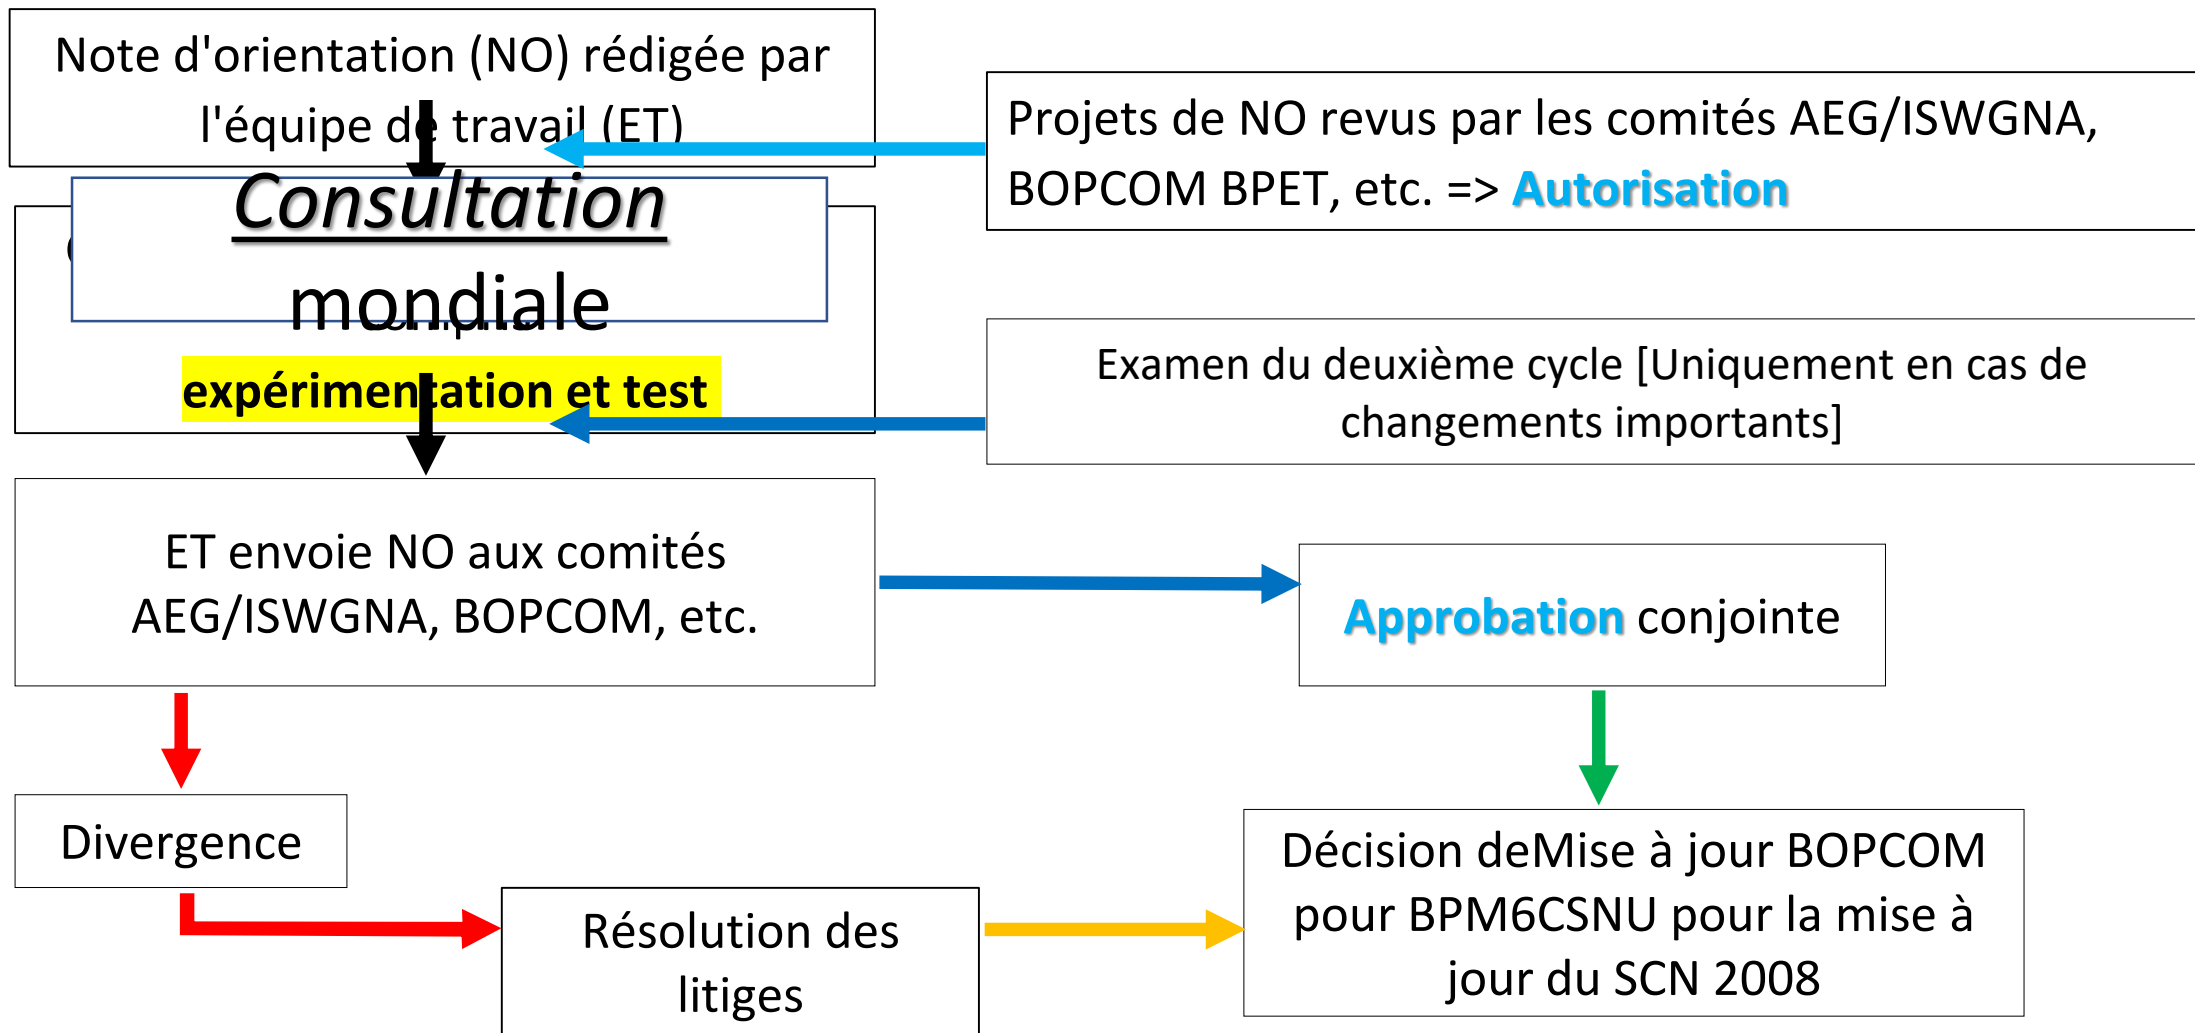 Note d'orientation (NO) rédigée par
l'équipe de travail (ET)
Projets de NO revus par les comités AEG/ISWGNA,
BOPCOM BPET, etc. => Autorisation
Consultation
mondiale
expérimentation et test
Examen du deuxième cycle [Uniquement en cas de
changements importants]
ET envoie NO aux comités
AEG/ISWGNA, BOPCOM, etc.
Approbation conjointe
Divergence
Résolution des
litiges
Décision deMise à jour BOPCOM
pour BPM6CSNU pour la mise à
jour du SCN 2008